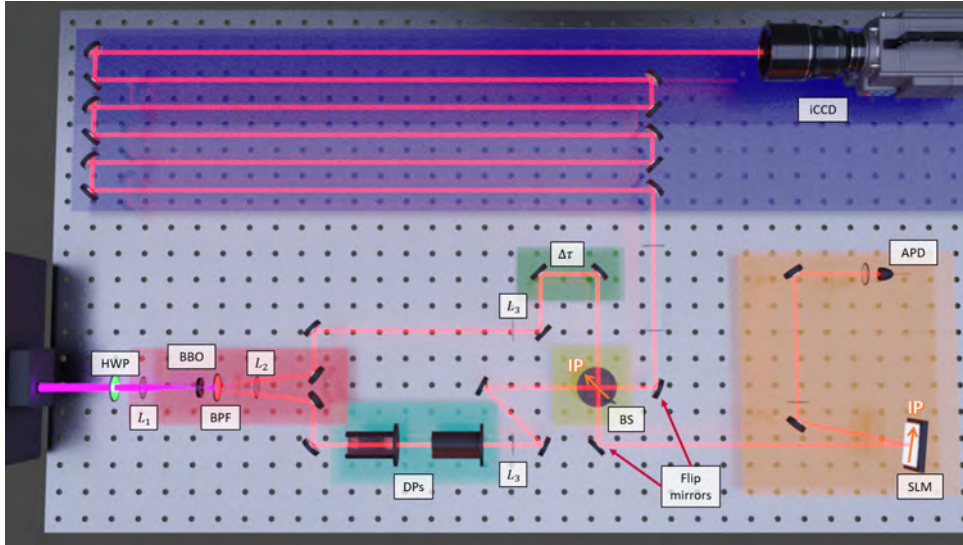 iCCD
Δτ
APD
L₃
HWP
BBO
L₂
IP
IP
L₁
BPF
BS
DPs
L₃
Flip
mirrors
SLM